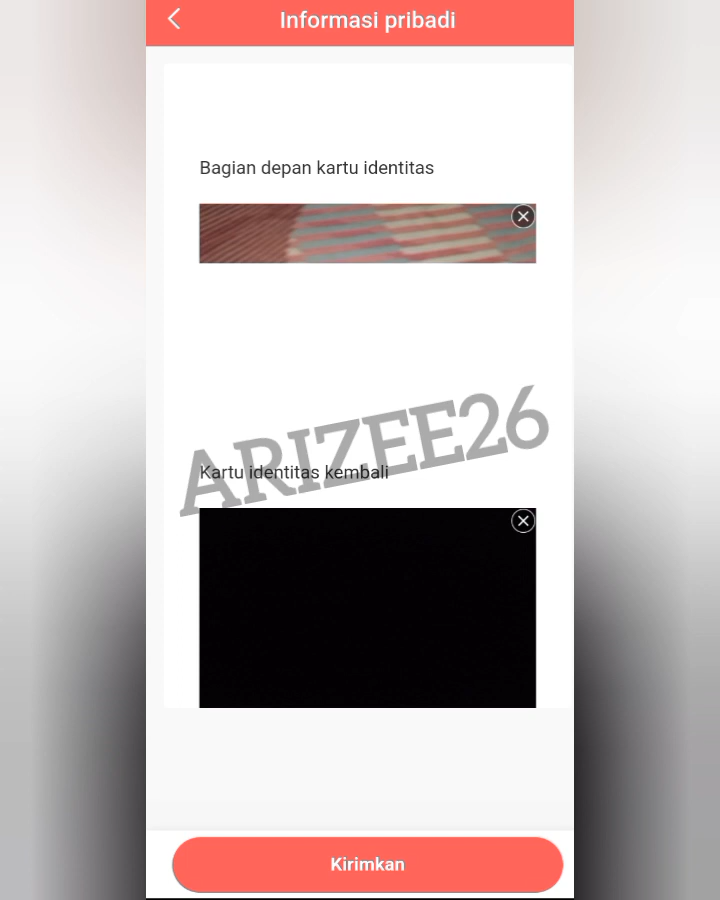 Informasi pribadi
Bagian depan kartu identitas
ARIZEE26
Kartu identitas kembali
Kirimkan